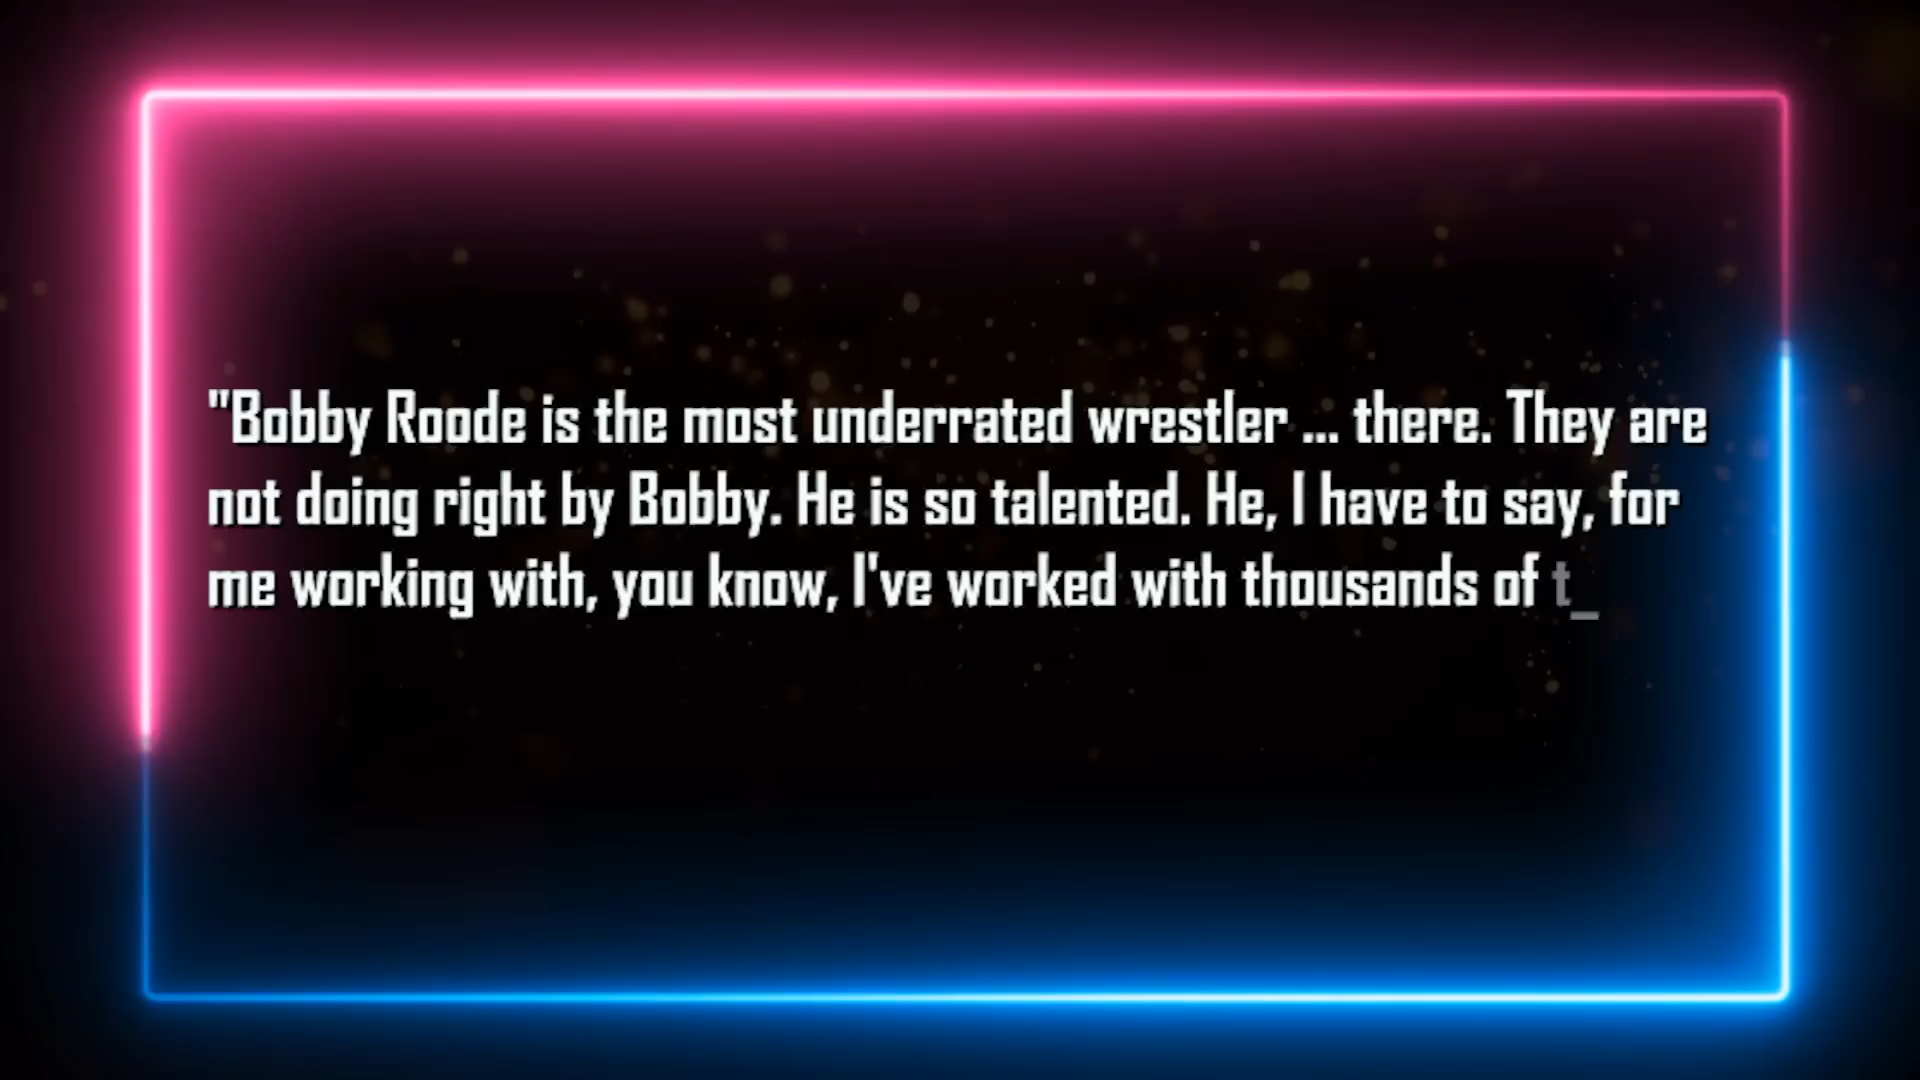 "Bobby Roode is the most underrated wrestler ... there. They are
not doing right by Bobby. He is so talented. He, I have to say, for
me working with, you know, I've worked with thousands of t_